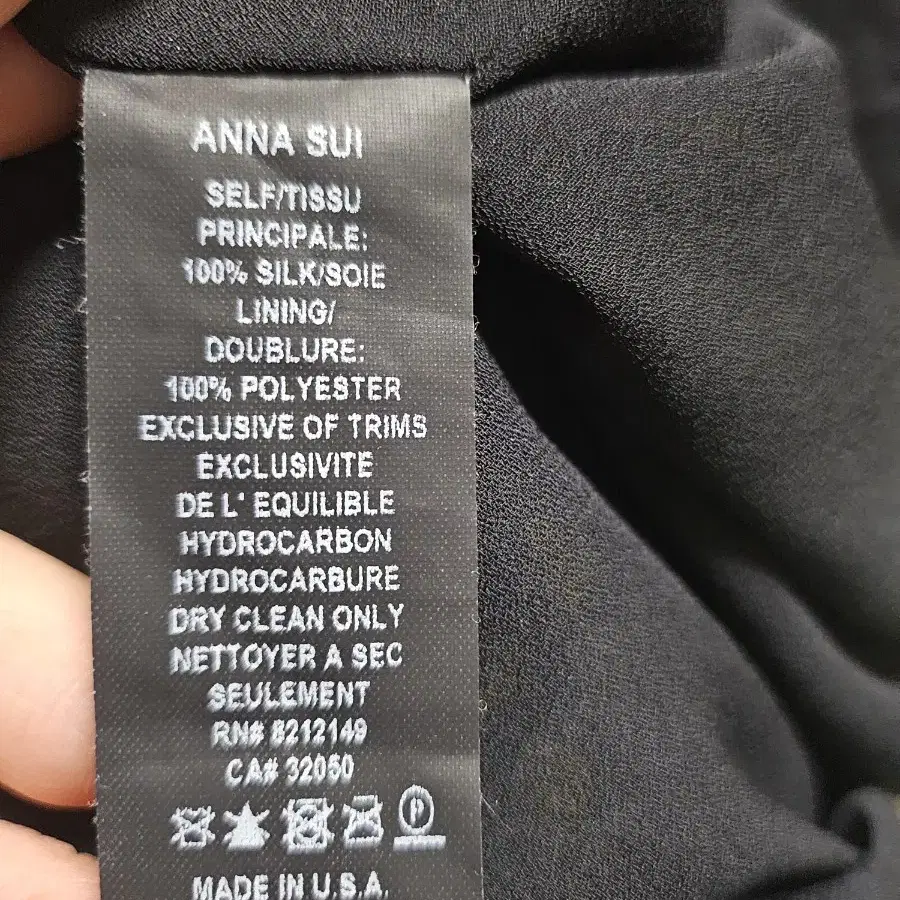 ANNA SUI
SELF/TISSU
PRINCIPALE:
100% SILK/SOIE
LINING/
DOUBLURE:
100% POLYESTER
EXCLUSIVE OF TRIMS
EXCLUSIVITE
DE L' EQUILIBLE
HYDROCARBON
HYDROCARBURE
DRY CLEAN ONLY
NETTOYER A SEC
SEULEMENT
RN# 8212149
CA# 32050
P
MADE IN U.S.A.